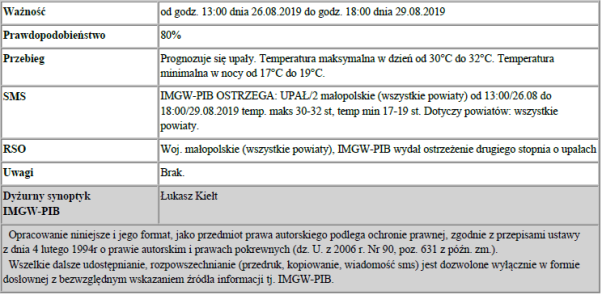 Ważność od godz. 13:00 dnia 26.08.2019 do godz. 18:00 dnia 29.08.2019
Prawdopodobieństwo 80%
Przebieg Prognozuje się upały. Temperatura maksymalna w dzień od 30°C do 32°C. Temperatura
minimalna w nocy od 17°C do 19°C.
SMS IMGW-PIB OSTRZEGA: UPAŁ/2 małopolskie (wszystkie powiaty) od 13:00/26.08 do
18:00/29.08.2019 temp. maks 30-32 st, temp min 17-19 st. Dotyczy powiatów: wszystkie
powiaty.
RSO Woj. małopolskie (wszystkie powiaty), IMGW-PIB wydał ostrzeżenie drugiego stopnia o upałach
Uwagi Brak.
Dyżurny synoptyk Łukasz Kiełt
IMGW-PIB
Opracowanie niniejsze i jego format, jako przedmiot prawa autorskiego podlega ochronie prawnej, zgodnie z przepisami ustawy
z dnia 4 lutego 1994r o prawie autorskim i prawach pokrewnych (dz. U. z 2006 r. Nr 90, poz. 631 z późn. zm.).
Wszelkie dalsze udostępnianie, rozpowszechnianie (przedruk, kopiowanie, wiadomość sms) jest dozwolone wyłącznie w formie
dosłownej z bezwzględnym wskazaniem źródła informacji tj. IMGW-PIB.